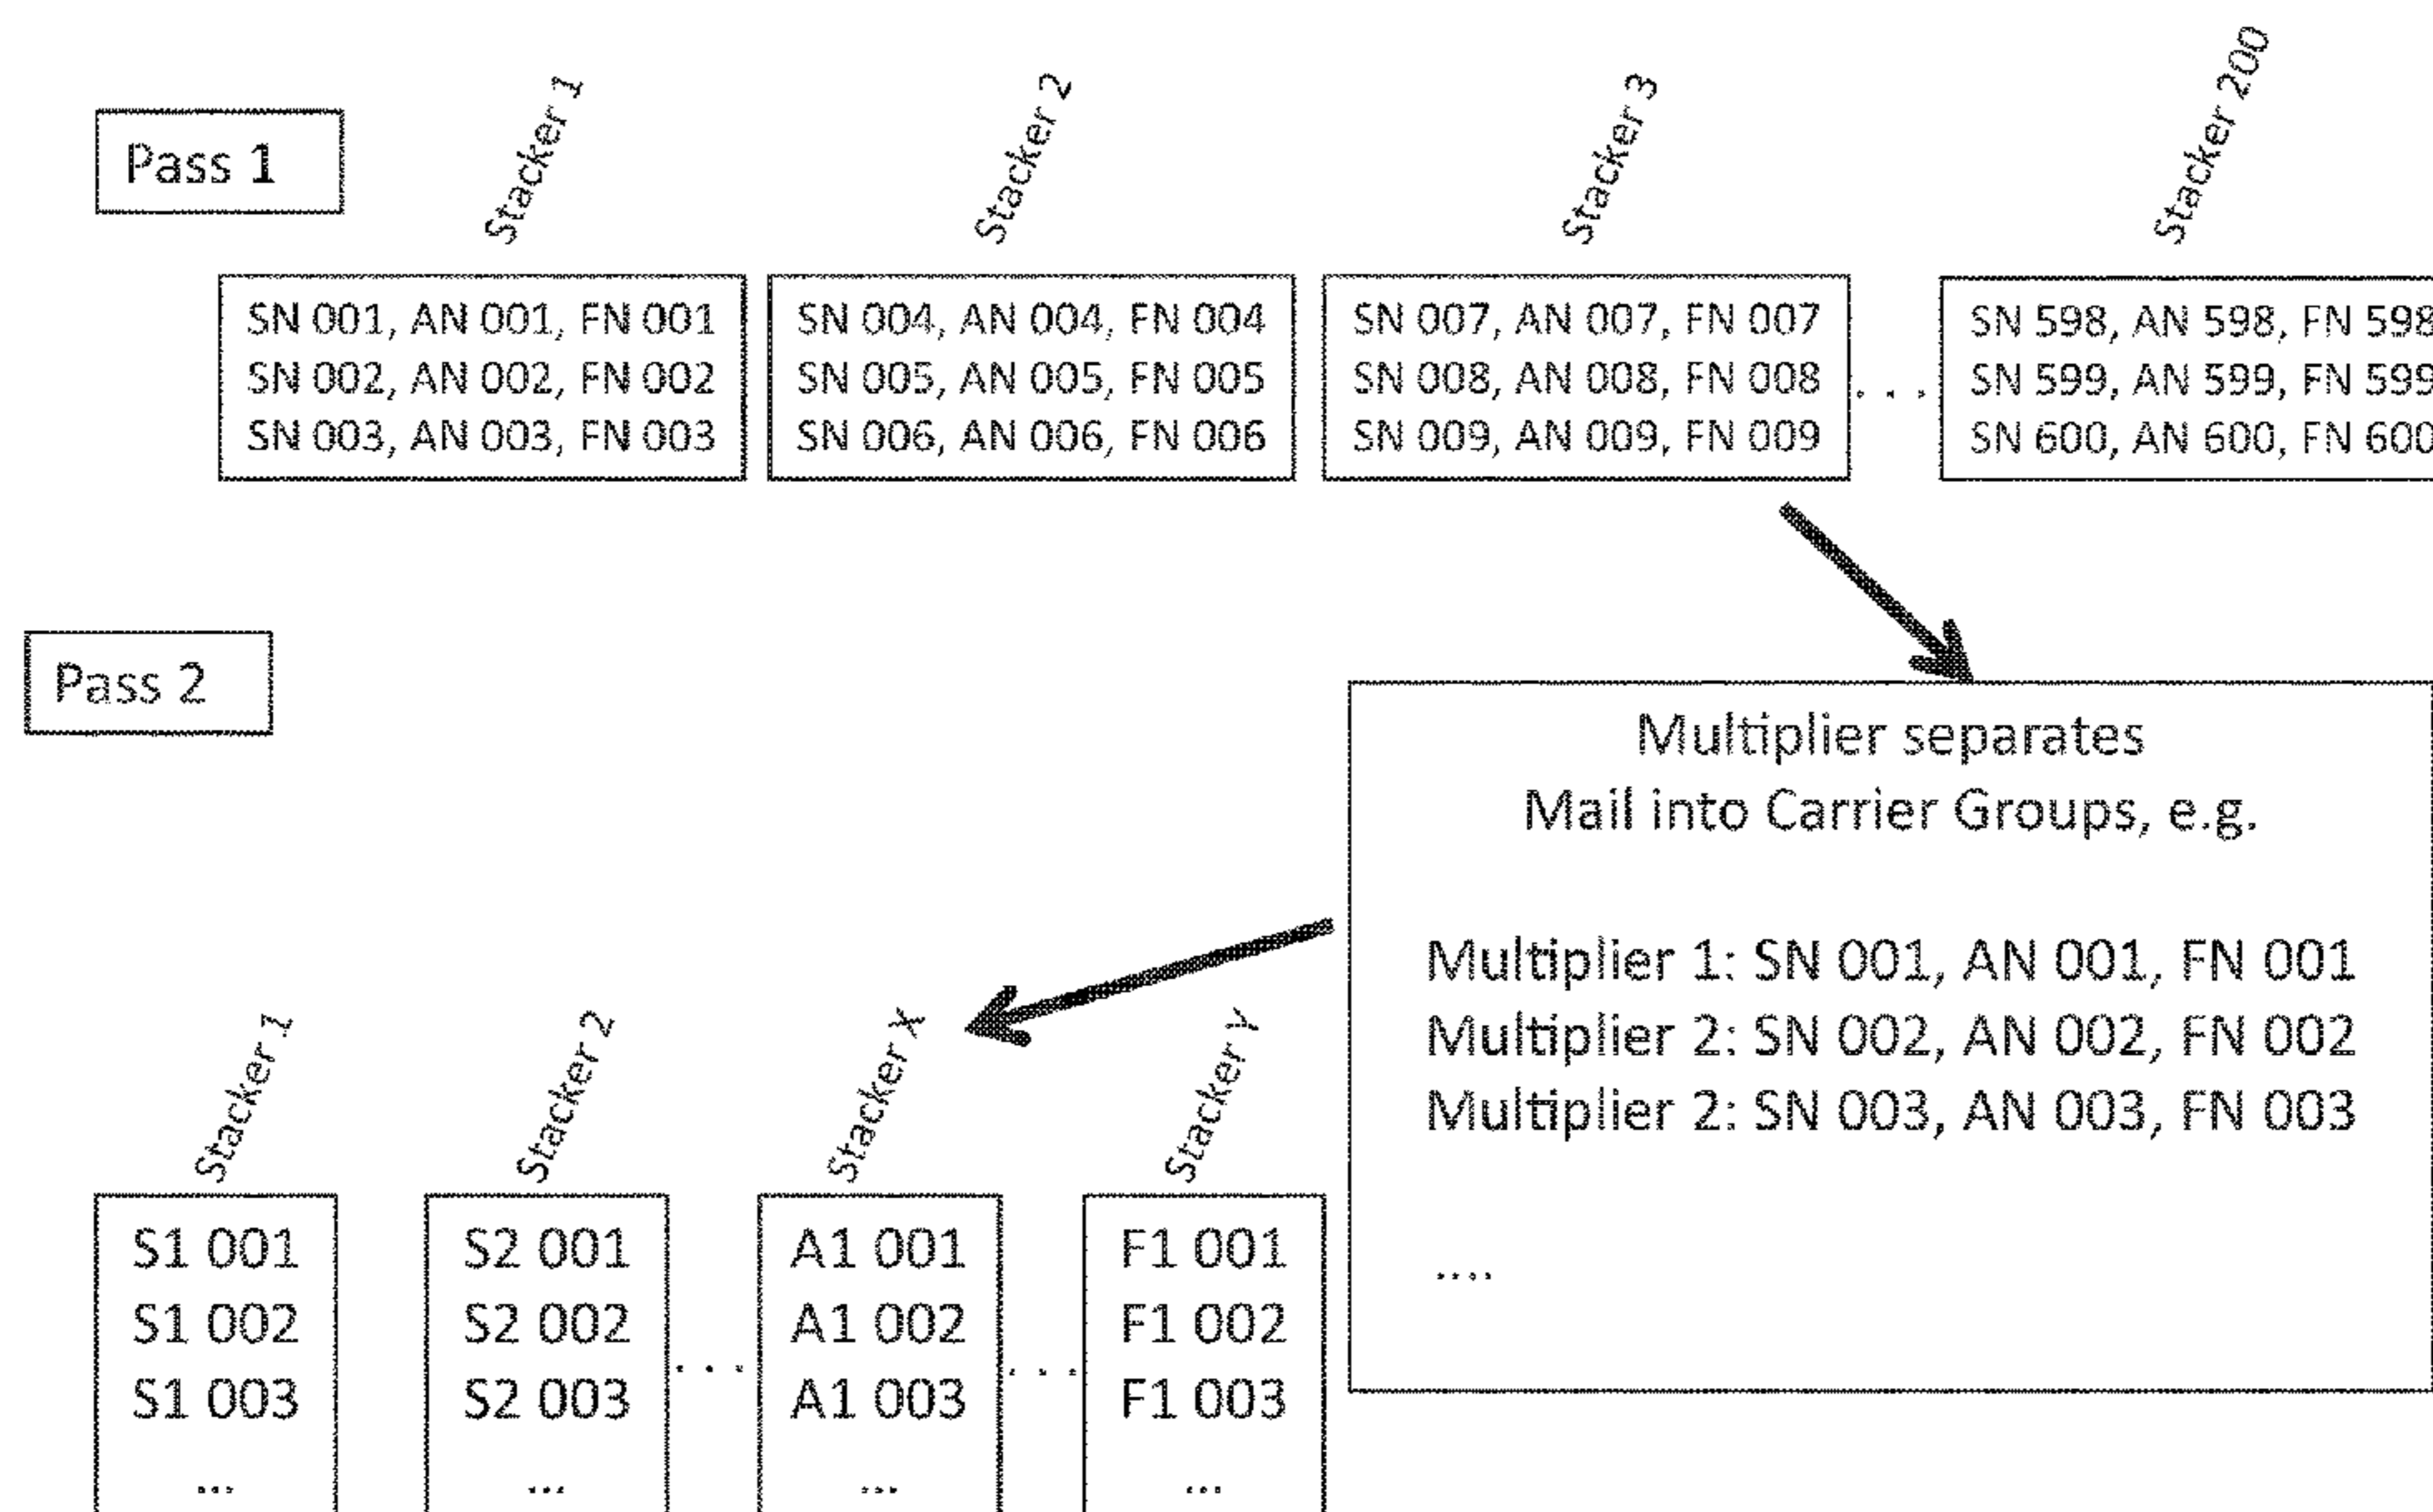 Pass 1
Stacker 1
Stacker 2
Stacker 3
Stacker 200
SN 001, AN 001, FN 001
SN 002, AN 002, FN 002
SN 003, AN 003, FN 003
SN 004, AN 004, FN 004
SN 005, AN 005, FN 005
SN 006, AN 006, FN 006
SN 007, AN 007, FN 007
SN 008, AN 008, FN 008
SN 009, AN 009, FN 009
. . .
SN 598, AN 598, FN 598
SN 599, AN 599, FN 599
SN 600, AN 600, FN 600
Pass 2
Multiplier separates
Mail into Carrier Groups, e.g.
Multiplier 1: SN 001, AN 001, FN 001
Multiplier 2: SN 002, AN 002, FN 002
Multiplier 2: SN 003, AN 003, FN 003
....
Stacker 1
Stacker 2
Stacker X
Stacker Y
S1 001
S1 002
S1 003
...
S2 001
S2 002
S2 003
...
. . .
A1 001
A1 002
A1 003
...
. . .
F1 001
F1 002
F1 003
...